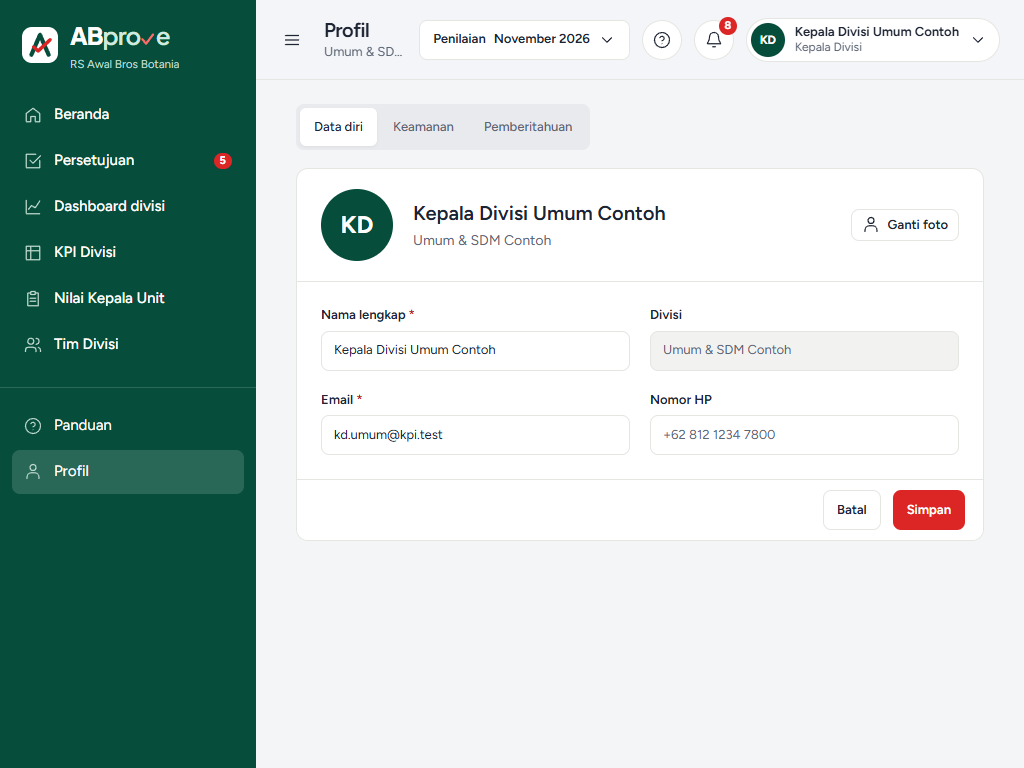 ABprove
RS Awal Bros Botania
Beranda
Persetujuan 5
Dashboard divisi
KPI Divisi
Nilai Kepala Unit
Tim Divisi
Panduan
Profil
Profil
Umum & SD...
Penilaian November 2026
8
KD
Kepala Divisi Umum Contoh
Kepala Divisi
Data diri Keamanan Pemberitahuan
KD
Kepala Divisi Umum Contoh
Umum & SDM Contoh
Ganti foto
Nama lengkap *
Kepala Divisi Umum Contoh
Divisi
Umum & SDM Contoh
Email *
kd.umum@kpi.test
Nomor HP
+62 812 1234 7800
Batal Simpan